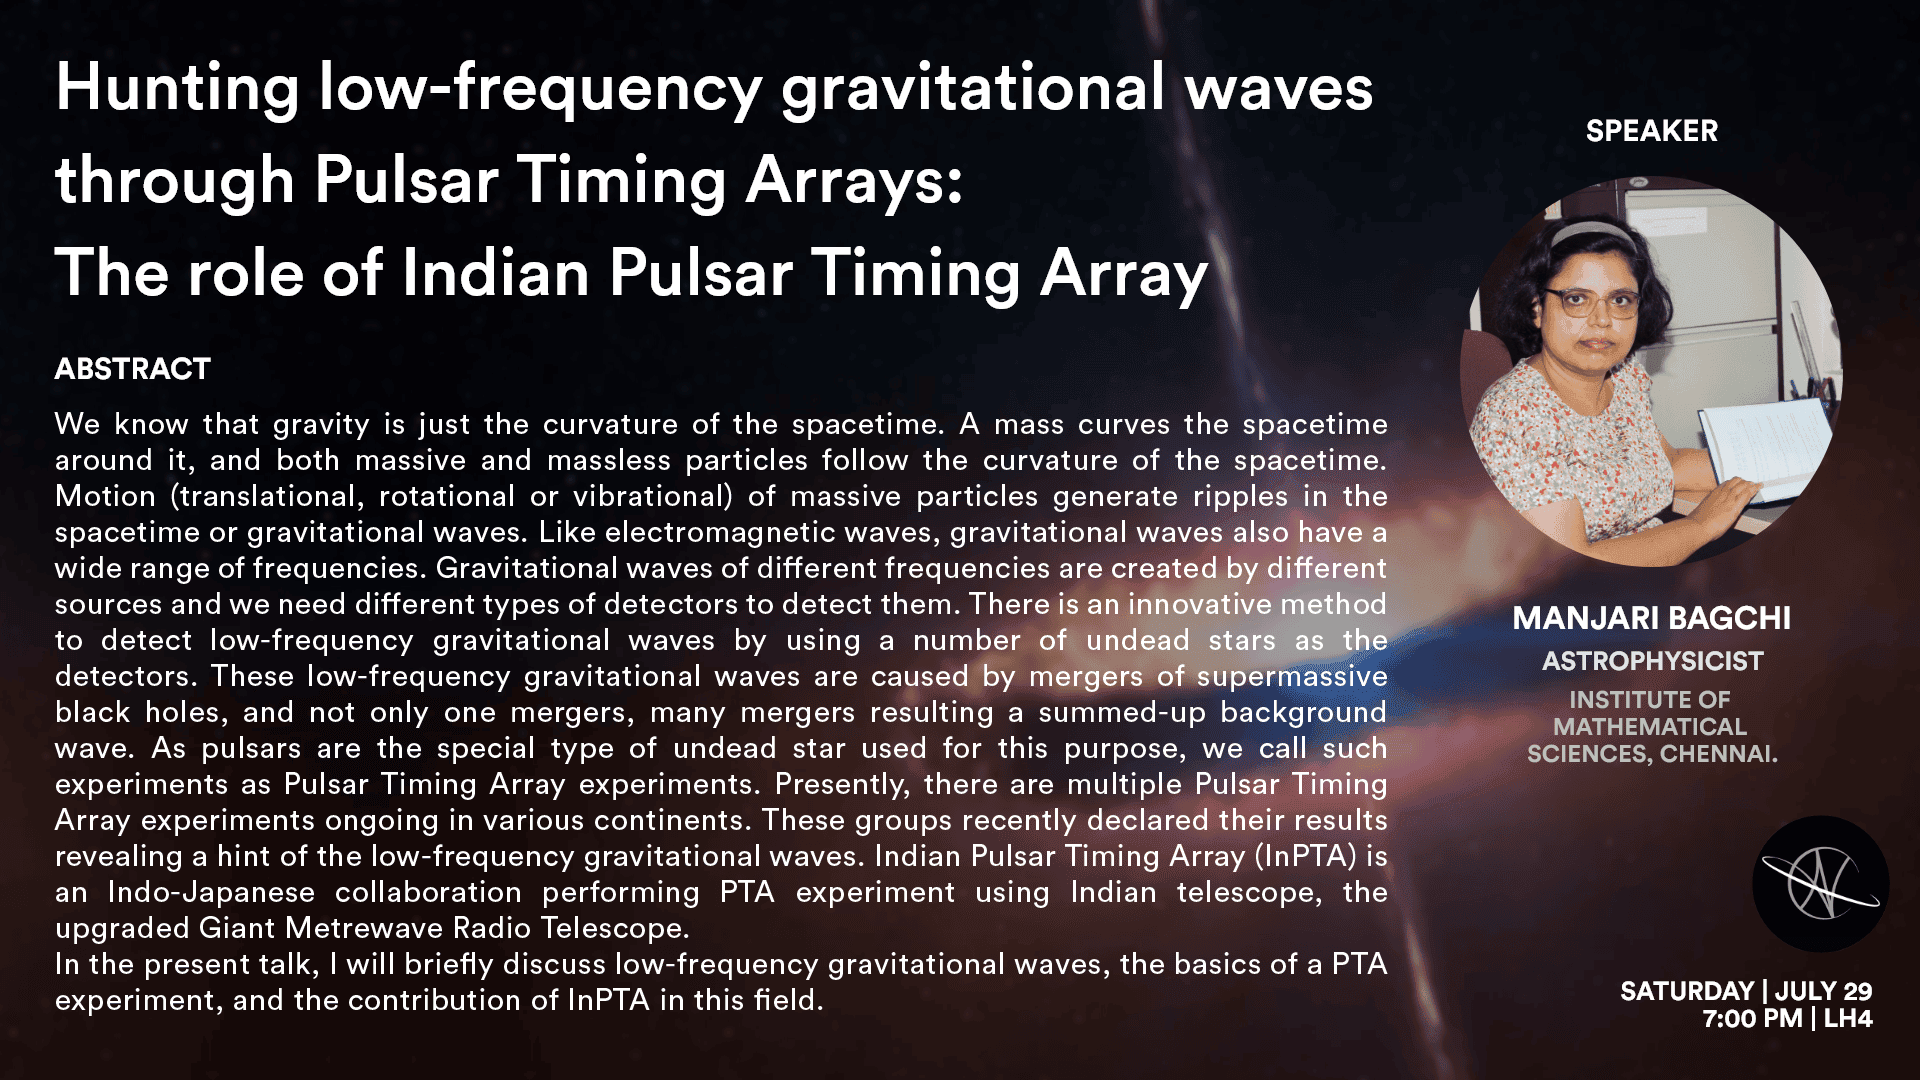 Hunting low-frequency gravitational waves
through Pulsar Timing Arrays:
The role of Indian Pulsar Timing Array
ABSTRACT
We know that gravity is just the curvature of the spacetime. A mass curves the spacetime
around it, and both massive and massless particles follow the curvature of the spacetime.
Motion (translational, rotational or vibrational) of massive particles generate ripples in the
spacetime or gravitational waves. Like electromagnetic waves, gravitational waves also have a
wide range of frequencies. Gravitational waves of different frequencies are created by different
sources and we need different types of detectors to detect them. There is an innovative method
to detect low-frequency gravitational waves by using a number of undead stars as the
detectors. These low-frequency gravitational waves are caused by mergers of supermassive
black holes, and not only one mergers, many mergers resulting a summed-up background
wave. As pulsars are the special type of undead star used for this purpose, we call such
experiments as Pulsar Timing Array experiments. Presently, there are multiple Pulsar Timing
Array experiments ongoing in various continents. These groups recently declared their results
revealing a hint of the low-frequency gravitational waves. Indian Pulsar Timing Array (InPTA) is
an Indo-Japanese collaboration performing PTA experiment using Indian telescope, the
upgraded Giant Metrewave Radio Telescope.
In the present talk, I will briefly discuss low-frequency gravitational waves, the basics of a PTA
experiment, and the contribution of InPTA in this field.
SPEAKER
MANJARI BAGCHI
ASTROPHYSICIST
INSTITUTE OF
MATHEMATICAL
SCIENCES, CHENNAI.
SATURDAY | JULY 29
7:00 PM | LH4